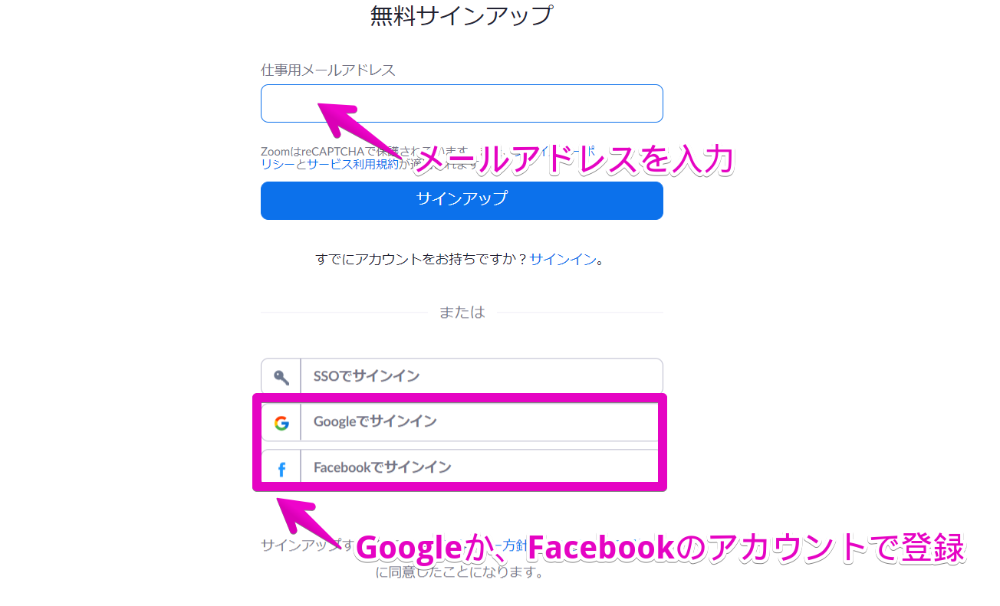 無料サインアップ
仕事用メールアドレス
ZoomはreCAPTCHAで保護されています。
メールアドレスを入力
リシーとサービス利用規約が適用されます
サインアップ
すでにアカウントをお持ちですか？サインイン。
または
SSOでサインイン
Googleでサインイン
Facebookでサインイン
サインアップす
ー方針
Googleか、Facebookのアカウントで登録
に同意したことになります。